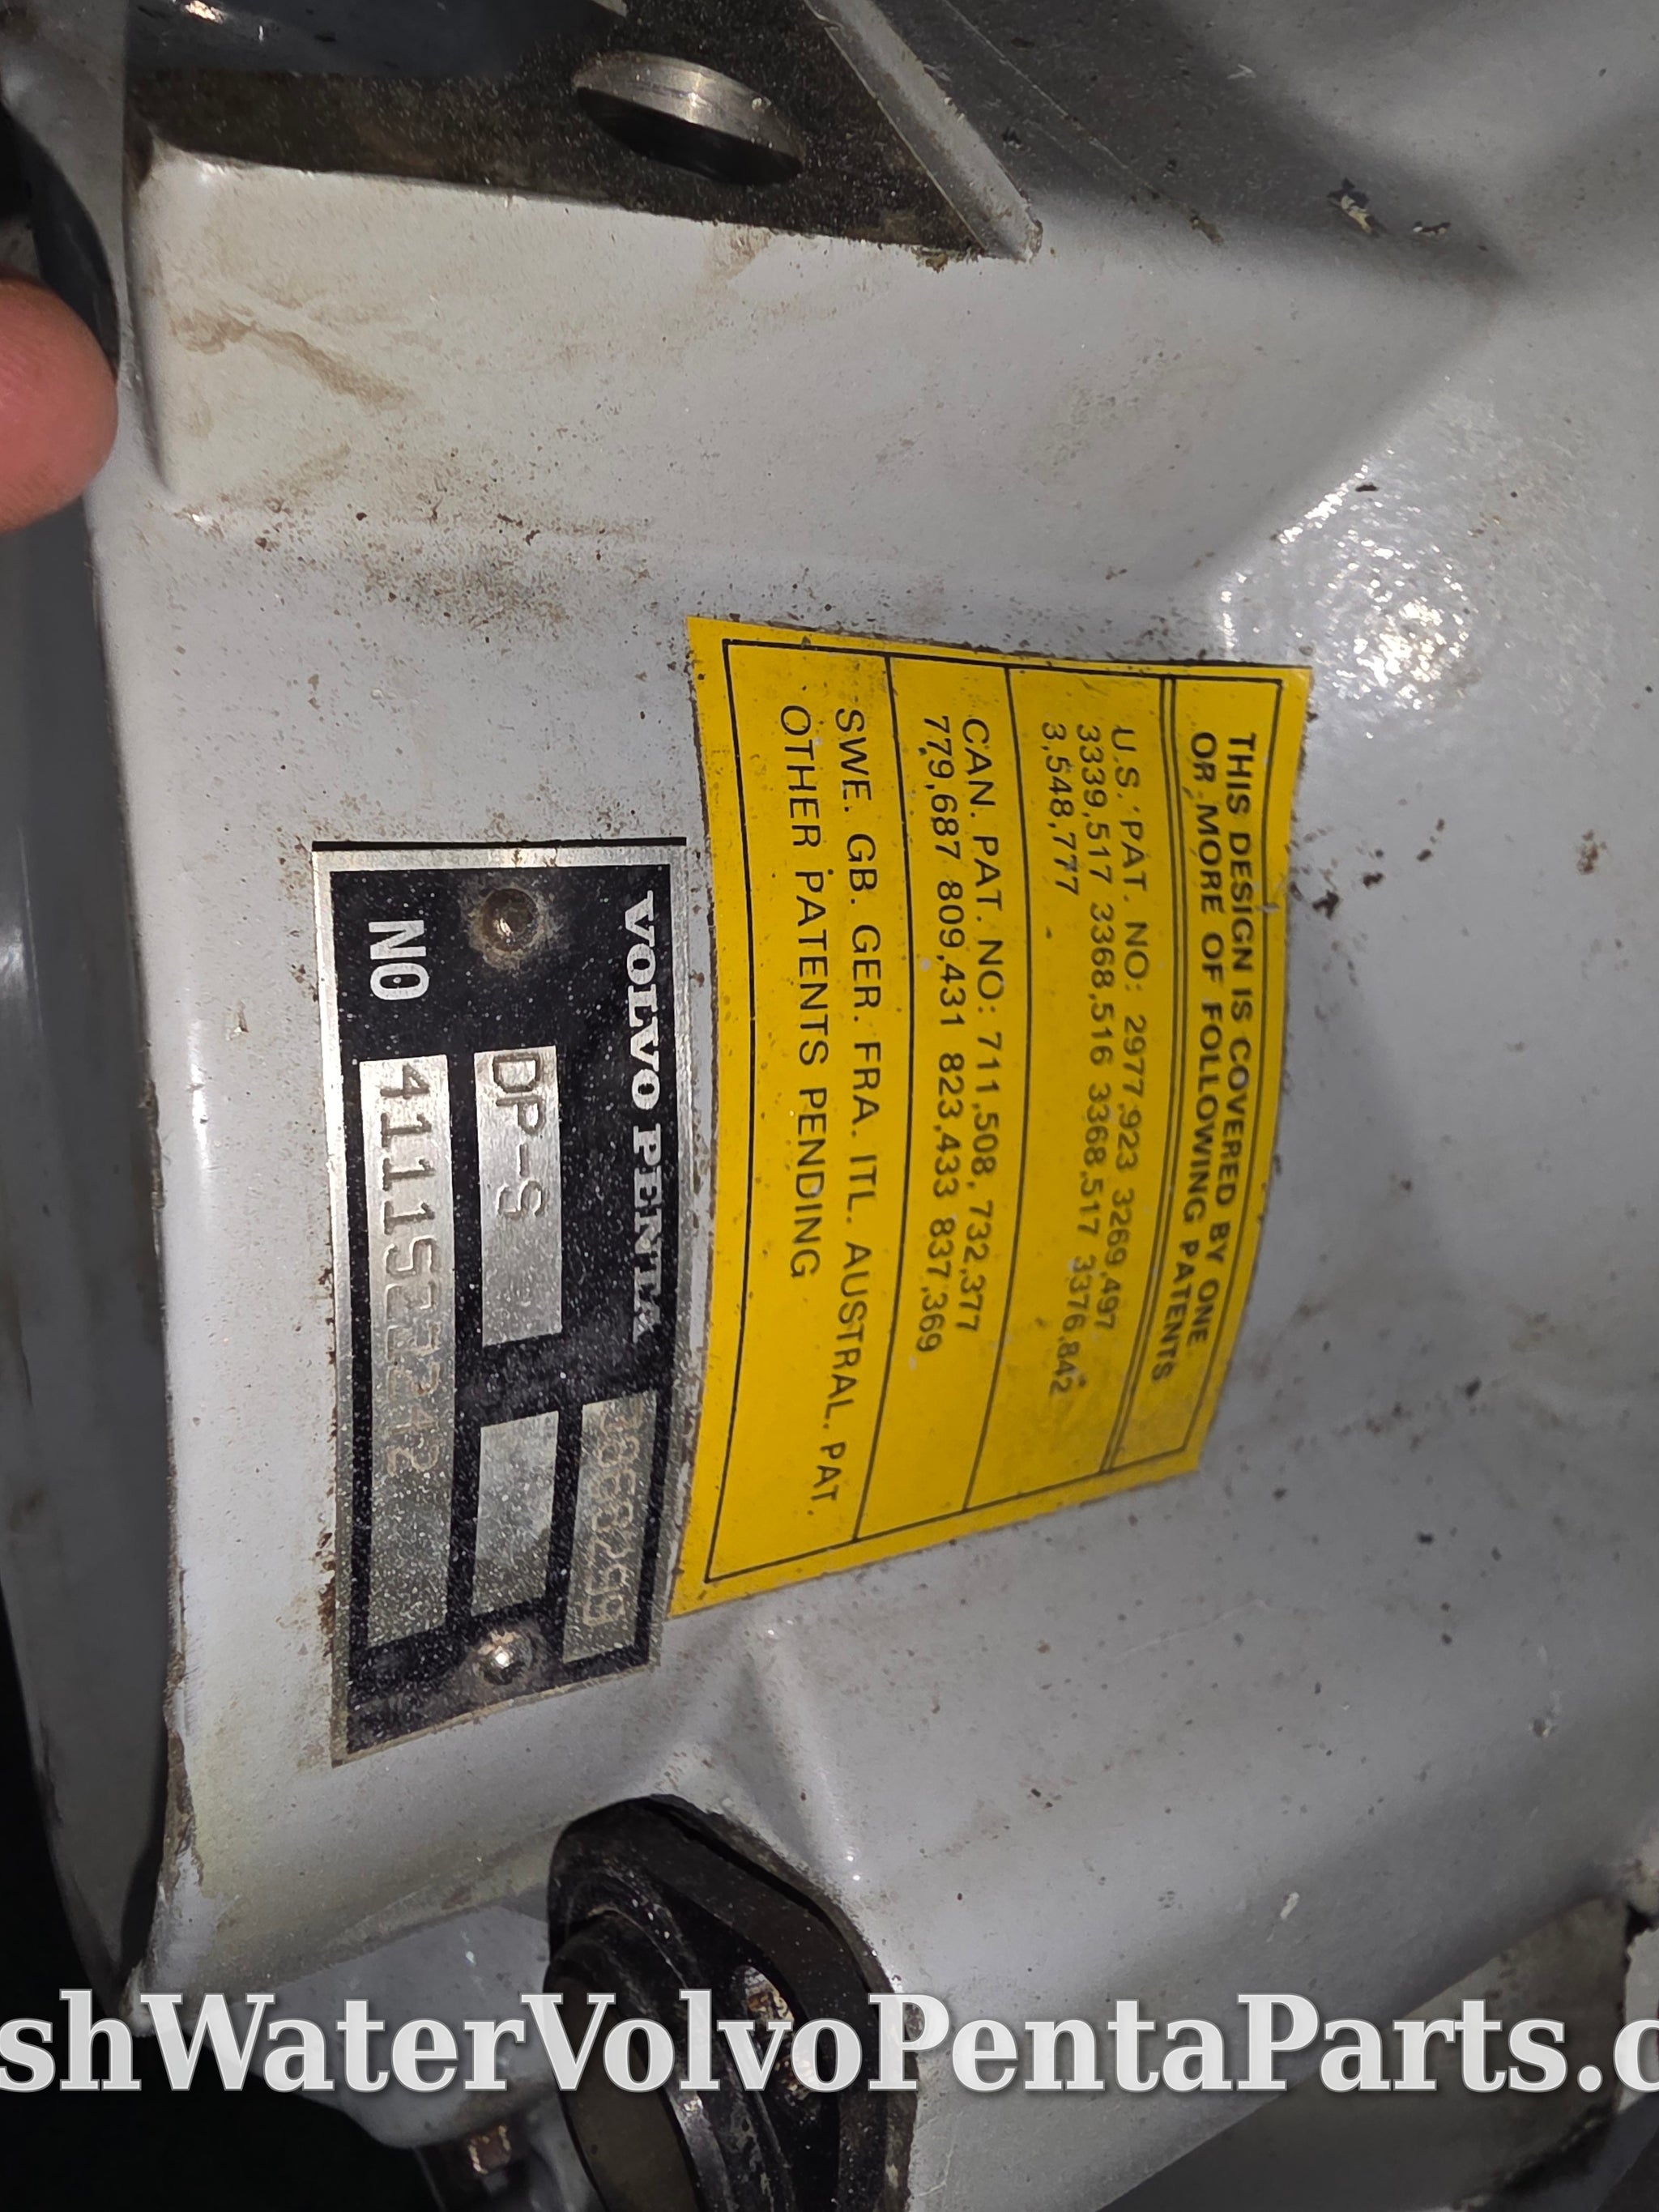 THIS DESIGN IS COVERED BY ONE
OR MORE OF FOLLOWING PATENTS
U.S. PAT. NO: 2977,923 3269,497
3339,517 3368,516 3368,517 3376,842
3,548,777
CAN. PAT. NO: 711,508, 732,377
779,687 809,431 823,433 837,369
SWE. GB. GER. FRA. ITL. AUSTRAL. PAT.
OTHER PATENTS PENDING
VOLVO PENTA
3868299
DP-S
NO 4111522242
shWaterVolvoPentaParts.c